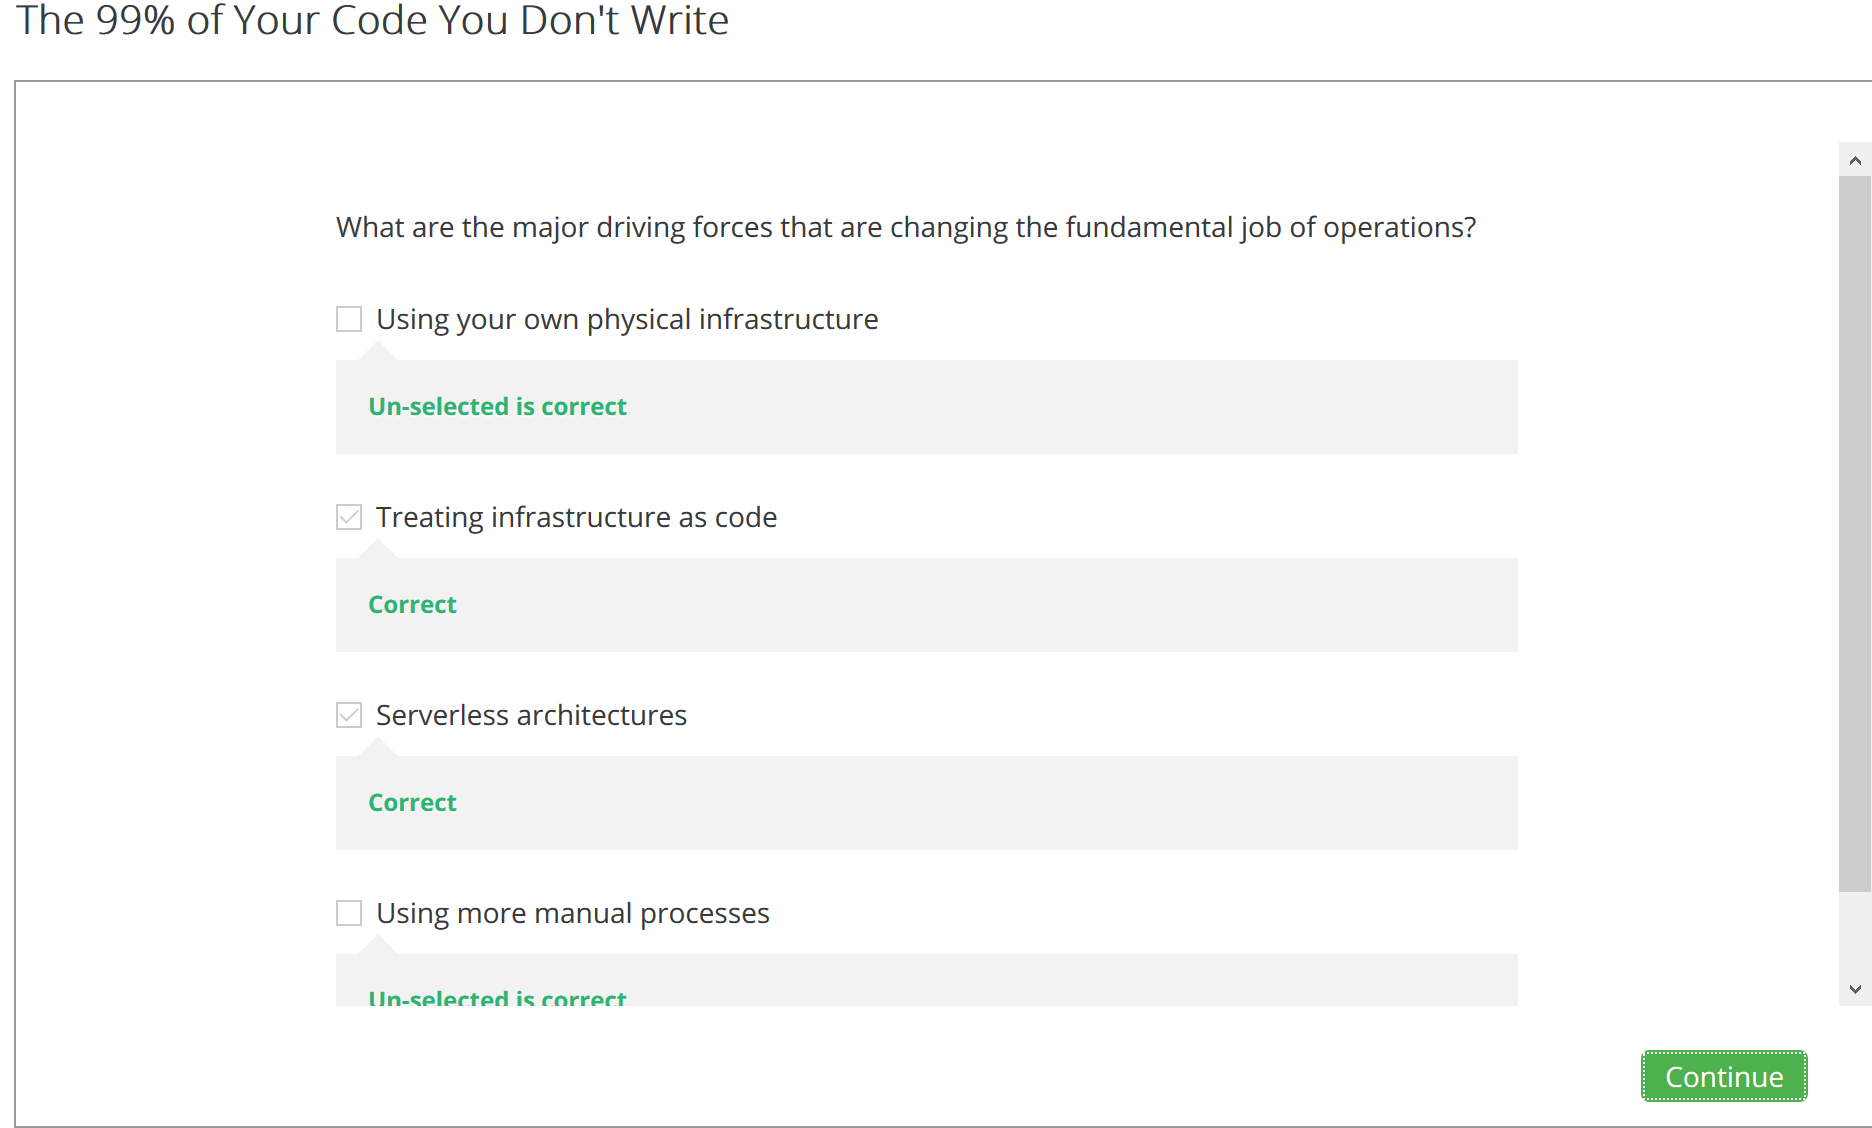 The 99% of Your Code You Don't Write
What are the major driving forces that are changing the fundamental job of operations?
Using your own physical infrastructure
Un-selected is correct
Treating infrastructure as code
Correct
Serverless architectures
Correct
Using more manual processes
Un-selected is correct
Continue